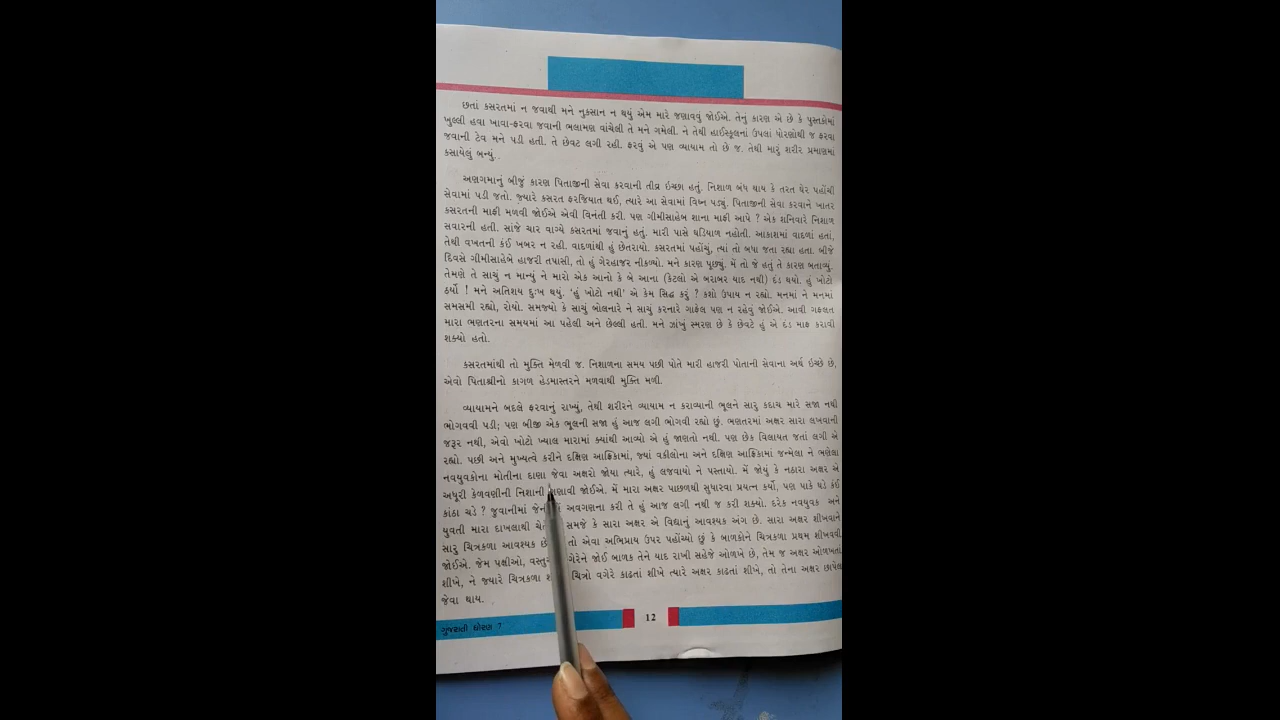 છતાં કસરતમાં ન જવાથી મને નુકસાન ન થયું એમ મારે જણાવવું જોઈએ. તેનું કારણ એ છે કે પુસ્તકોમાં
ખુલ્લી હવા ખાવા-ફરવા જવાની ભલામણ વાંચેલી તે મને ગમેલી. ને તેથી હાઈસ્કૂલનાં ઉપલાં ધોરણોથી જ ફરવા
જવાની ટેવ મને પડી હતી. તે છેવટ લગી રહી. ફરવું એ પણ વ્યાયામ તો છે જ. તેથી મારું શરીર પ્રમાણમાં
કસાયેલું બન્યું.
અણગમાનું બીજું કારણ પિતાજીની સેવા કરવાની તીવ્ર ઇચ્છા હતું. નિશાળ બંધ થાય કે તરત ઘેર પહોંચી
સેવામાં પડી જતો. જ્યારે કસરત ફરજિયાત થઈ, ત્યારે આ સેવામાં વિઘ્ન પડ્યું. પિતાજીની સેવા કરવાને ખાતર
કસરતની માફી મળવી જોઈએ એવી વિનંતી કરી. પણ ગીમીસાહેબ શાના માફી આપે ? એક શનિવારે નિશાળ
સવારની હતી. સાંજે ચાર વાગ્યે કસરતમાં જવાનું હતું. મારી પાસે ઘડિયાળ નહોતી. આકાશમાં વાદળાં હતાં,
તેથી વખતની કંઈ ખબર ન રહી. વાદળાંથી હું છેતરાયો. કસરતમાં પહોંચું, ત્યાં તો બધા જતા રહ્યા હતા. બીજે
દિવસે ગીમીસાહેબે હાજરી તપાસી, તો હું ગેરહાજર નીકળ્યો. મને કારણ પૂછ્યું. મેં તો જે હતું તે કારણ બતાવ્યું.
તેમણે તે સાચું ન માન્યું ને મારો એક આનો કે બે આના (કેટલો એ બરાબર યાદ નથી) દંડ થયો. હું ખોટો
ઠર્યો ! મને અતિશય દુઃખ થયું. ‘હું ખોટો નથી’ એ કેમ સિદ્ધ કરું ? કશો ઉપાય ન રહ્યો. મનમાં ને મનમાં
સમસમી રહ્યો, રોયો. સમજ્યો કે સાચું બોલનારે ને સાચું કરનારે ગાફેલ પણ ન રહેવું જોઈએ. આવી ગફલત
મારા ભણતરના સમયમાં આ પહેલી અને છેલ્લી હતી. મને ઝાંખું સ્મરણ છે કે છેવટે હું એ દંડ માફ કરાવી
શક્યો હતો.
કસરતમાંથી તો મુક્તિ મેળવી જ. નિશાળના સમય પછી પોતે મારી હાજરી પોતાની સેવાના અર્થે ઇચ્છે છે,
એવો પિતાશ્રીનો કાગળ હેડમાસ્તરને મળવાથી મુક્તિ મળી.
વ્યાયામને બદલે ફરવાનું રાખ્યું, તેથી શરીરને વ્યાયામ ન કરાવ્યાની ભૂલને સારુ કદાચ મારે સજા નથી
ભોગવવી પડી; પણ બીજી એક ભૂલની સજા હું આજ લગી ભોગવી રહ્યો છું. ભણતરમાં અક્ષર સારા લખવાની
જરૂર નથી, એવો ખોટો ખ્યાલ મારામાં ક્યાંથી આવ્યો એ હું જાણતો નથી. પણ છેક વિલાયત જતાં લગી એ
રહ્યો. પછી અને મુખ્યત્વે કરીને દક્ષિણ આફ્રિકામાં, જ્યાં વકીલોના અને દક્ષિણ આફ્રિકામાં જન્મેલા ને ભણેલા
નવયુવકોના મોતીના દાણા જેવા અક્ષરો જોયા ત્યારે, હું લજવાયો ને પસ્તાયો. મેં જોયું કે નઠારા અક્ષર એ
અધૂરી કેળવણીની નિશાની ગણાવી જોઈએ. મેં મારા અક્ષર પાછળથી સુધારવા પ્રયત્ન કર્યો, પણ પાકે ઘડે કંઈ
કાંઠા ચડે ? જુવાનીમાં અવગણના કરી તે હું આજ લગી નથી જ કરી શક્યો. દરેક નવયુવક અને
યુવતી મારા દાખલાથી સમજે કે સારા અક્ષર એ વિદ્યાનું આવશ્યક અંગ છે. સારા અક્ષર શીખવાને
સારુ ચિત્રકળા આવશ્યક છે તો એવા અભિપ્રાય ઉપર પહોંચ્યો છું કે બાળકોને ચિત્રકળા પ્રથમ શીખવવી
જોઈએ. જેમ પક્ષીઓ, જોઈ બાળક તેને યાદ રાખી સહેજે ઓળખે છે, તેમ જ અક્ષર ઓળખતાં
શીખે, ને જ્યારે ચિત્રકળા ચિત્રો વગેરે કાઢતાં શીખે ત્યારે અક્ષર કાઢતાં શીખે, તો તેના અક્ષર છાપેલ
જેવા થાય.
ગુજરાતી ધોરણ 7
12